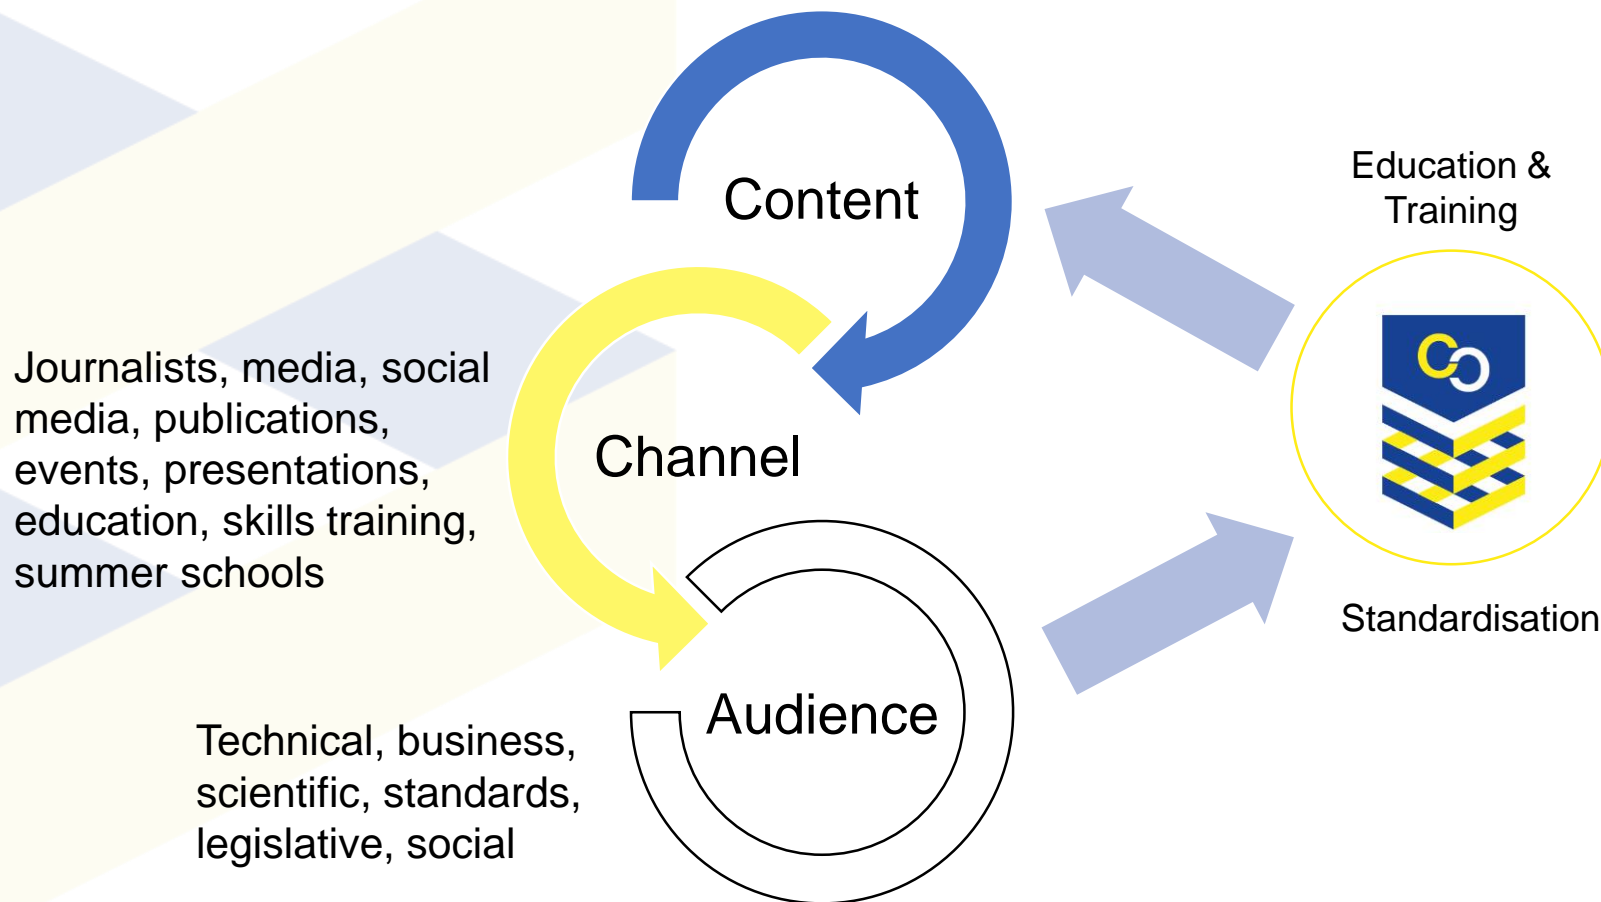 Content
Education &
Training
Journalists, media, social
media, publications,
events, presentations,
education, skills training,
summer schools
Channel
Standardisation
Audience
Technical, business,
scientific, standards,
legislative, social